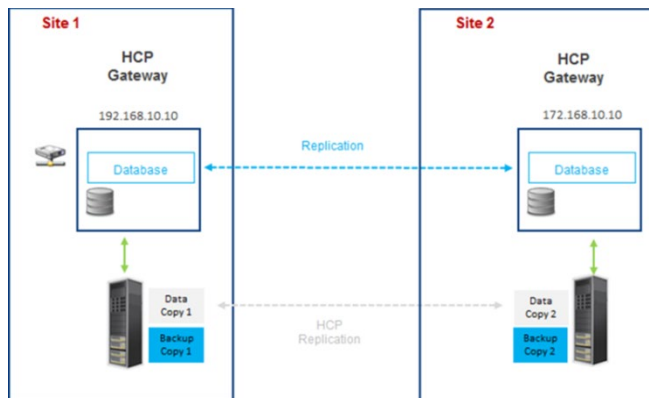 Site 1
HCP
Gateway
192.168.10.10
Database
Data
Copy 1
Backup
Copy 1
Replication
HCP
Replication
Site 2
HCP
Gateway
172.168.10.10
Database
Data
Copy 2
Backup
Copy 2